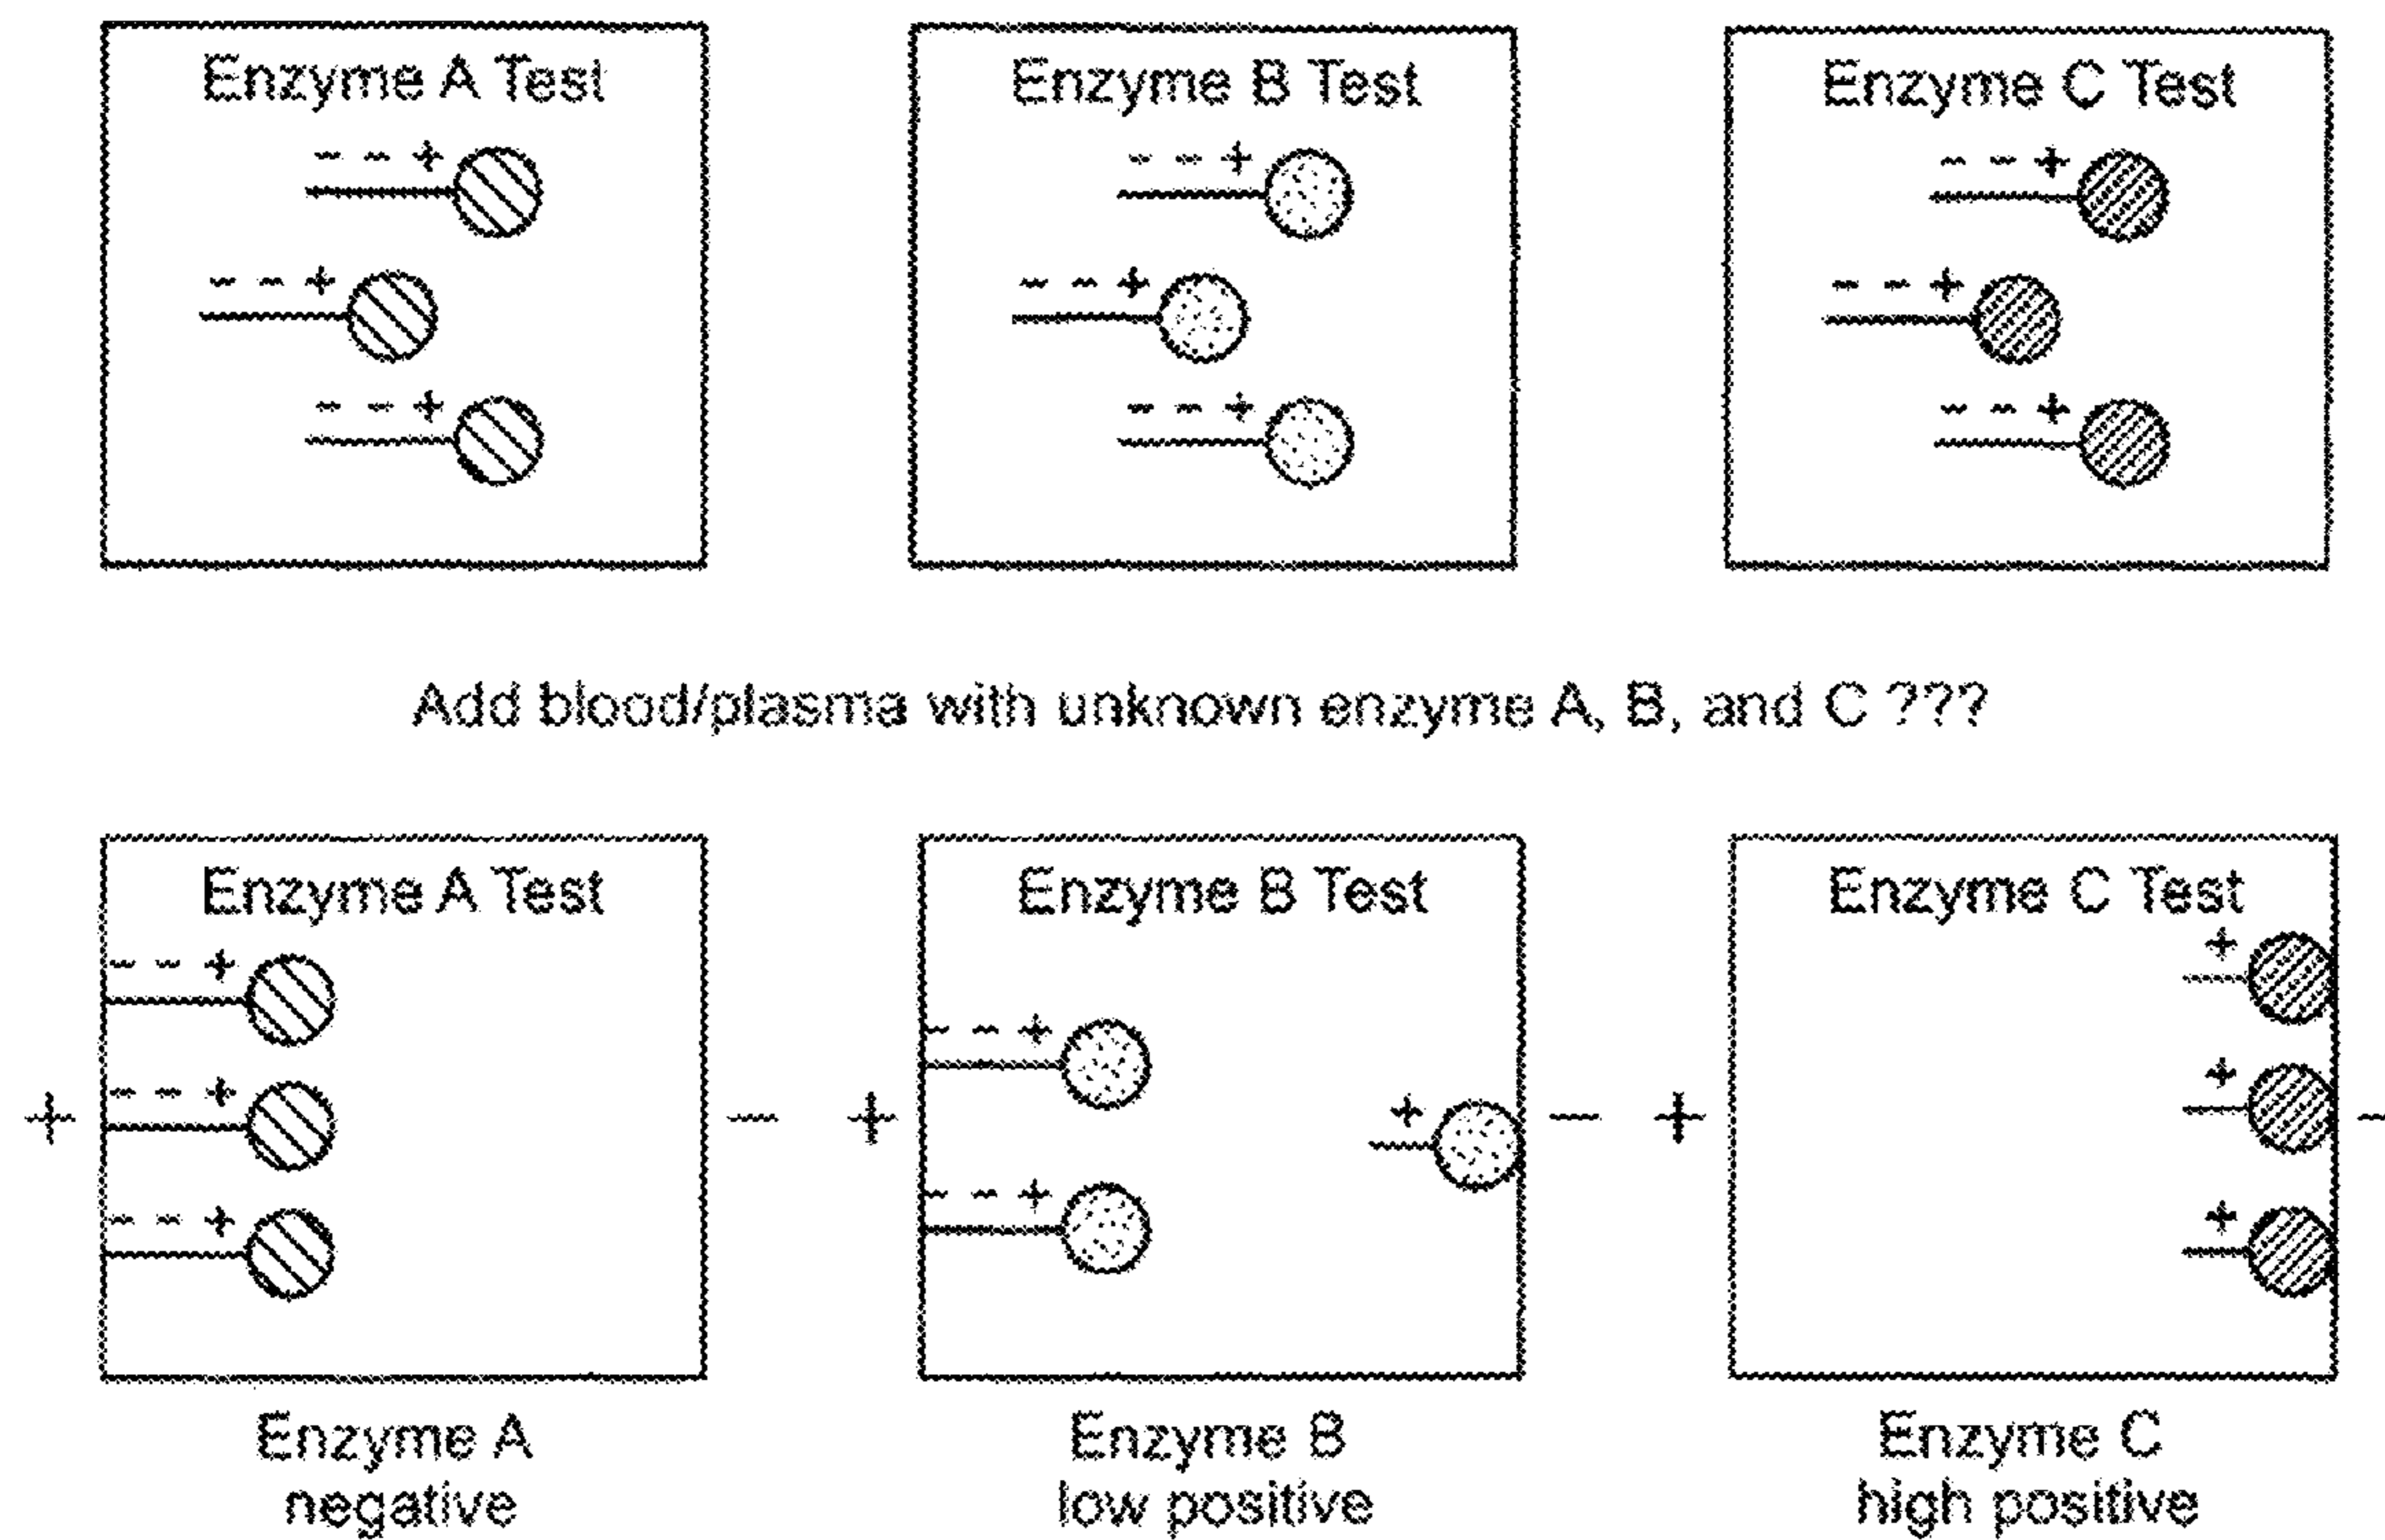 Enzyme A Test
Enzyme B Test
Enzyme C Test
- - +
- - +
- - +
- - +
- - +
- - +
- - +
- - +
- - +
Add blood/plasma with unknown enzyme A, B, and C ???
Enzyme A Test
Enzyme B Test
Enzyme C Test
- - +
- - +
- - +
- - +
- - +
+
+
+
+
+
-
+
-
+
-
Enzyme A
negative
Enzyme B
low positive
Enzyme C
high positive